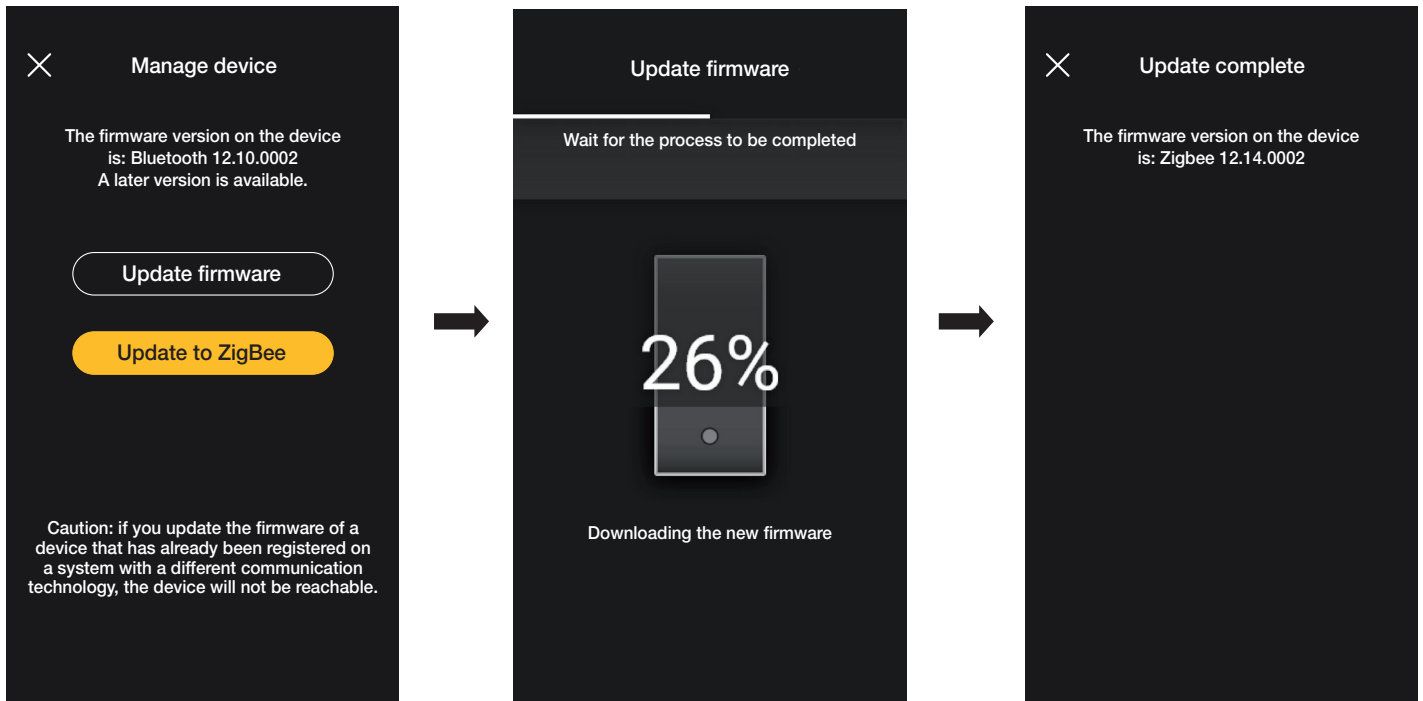 Manage device
The firmware version on the device
is: Bluetooth 12.10.0002
A later version is available.
Update firmware
Update to ZigBee
Caution: if you update the firmware of a
device that has already been registered on
a system with a different communication
technology, the device will not be reachable.
Update firmware
Wait for the process to be completed
26%
Downloading the new firmware
Update complete
The firmware version on the device
is: Zigbee 12.14.0002